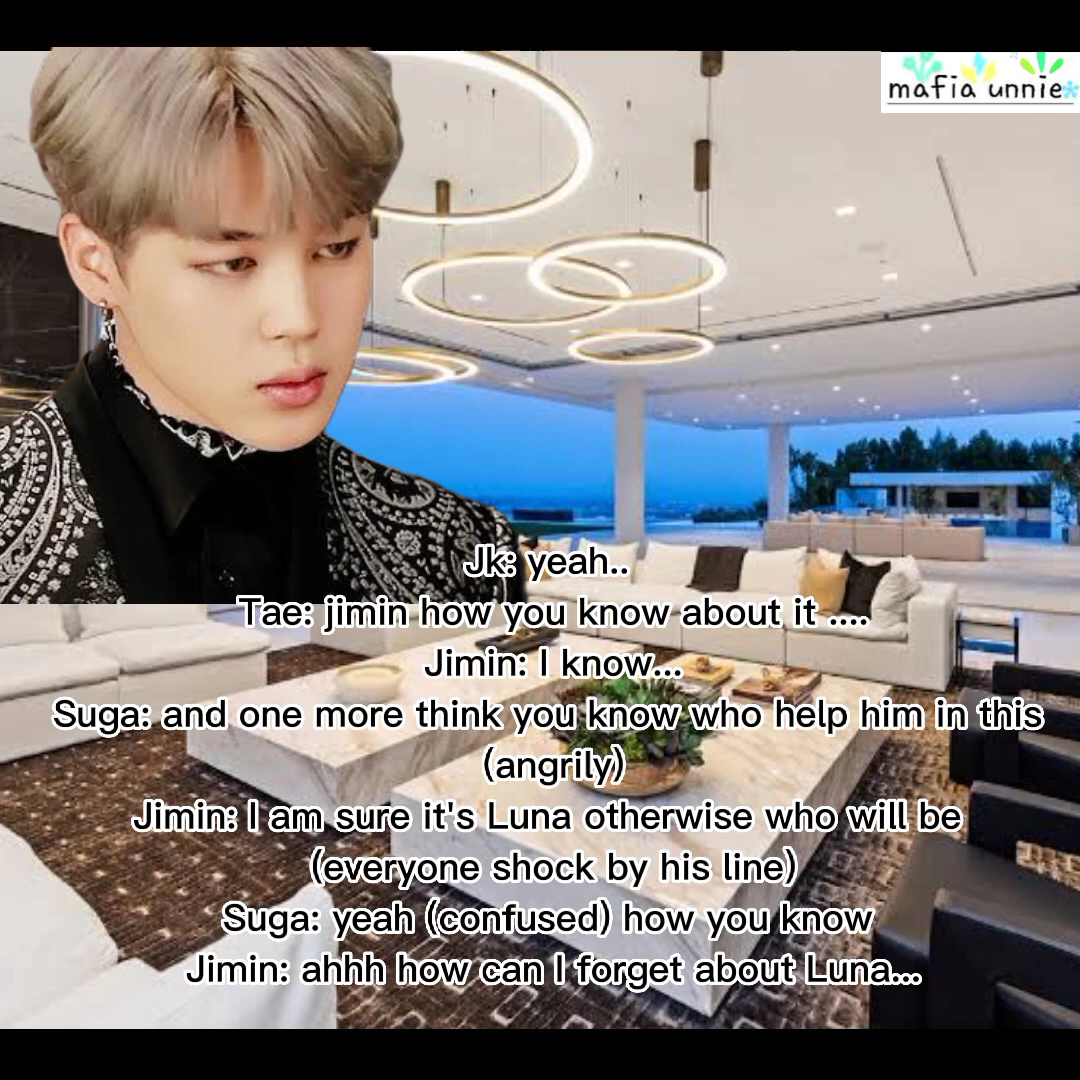 mafia unnie*
Jk: yeah..
Tae: jimin how you know about it ....
Jimin: I know...
Suga: and one more think you know who help him in this
(angrily)
Jimin: I am sure it's Luna otherwise who will be
(everyone shock by his line)
Suga: yeah (confused) how you know
Jimin: ahhh how can I forget about Luna...